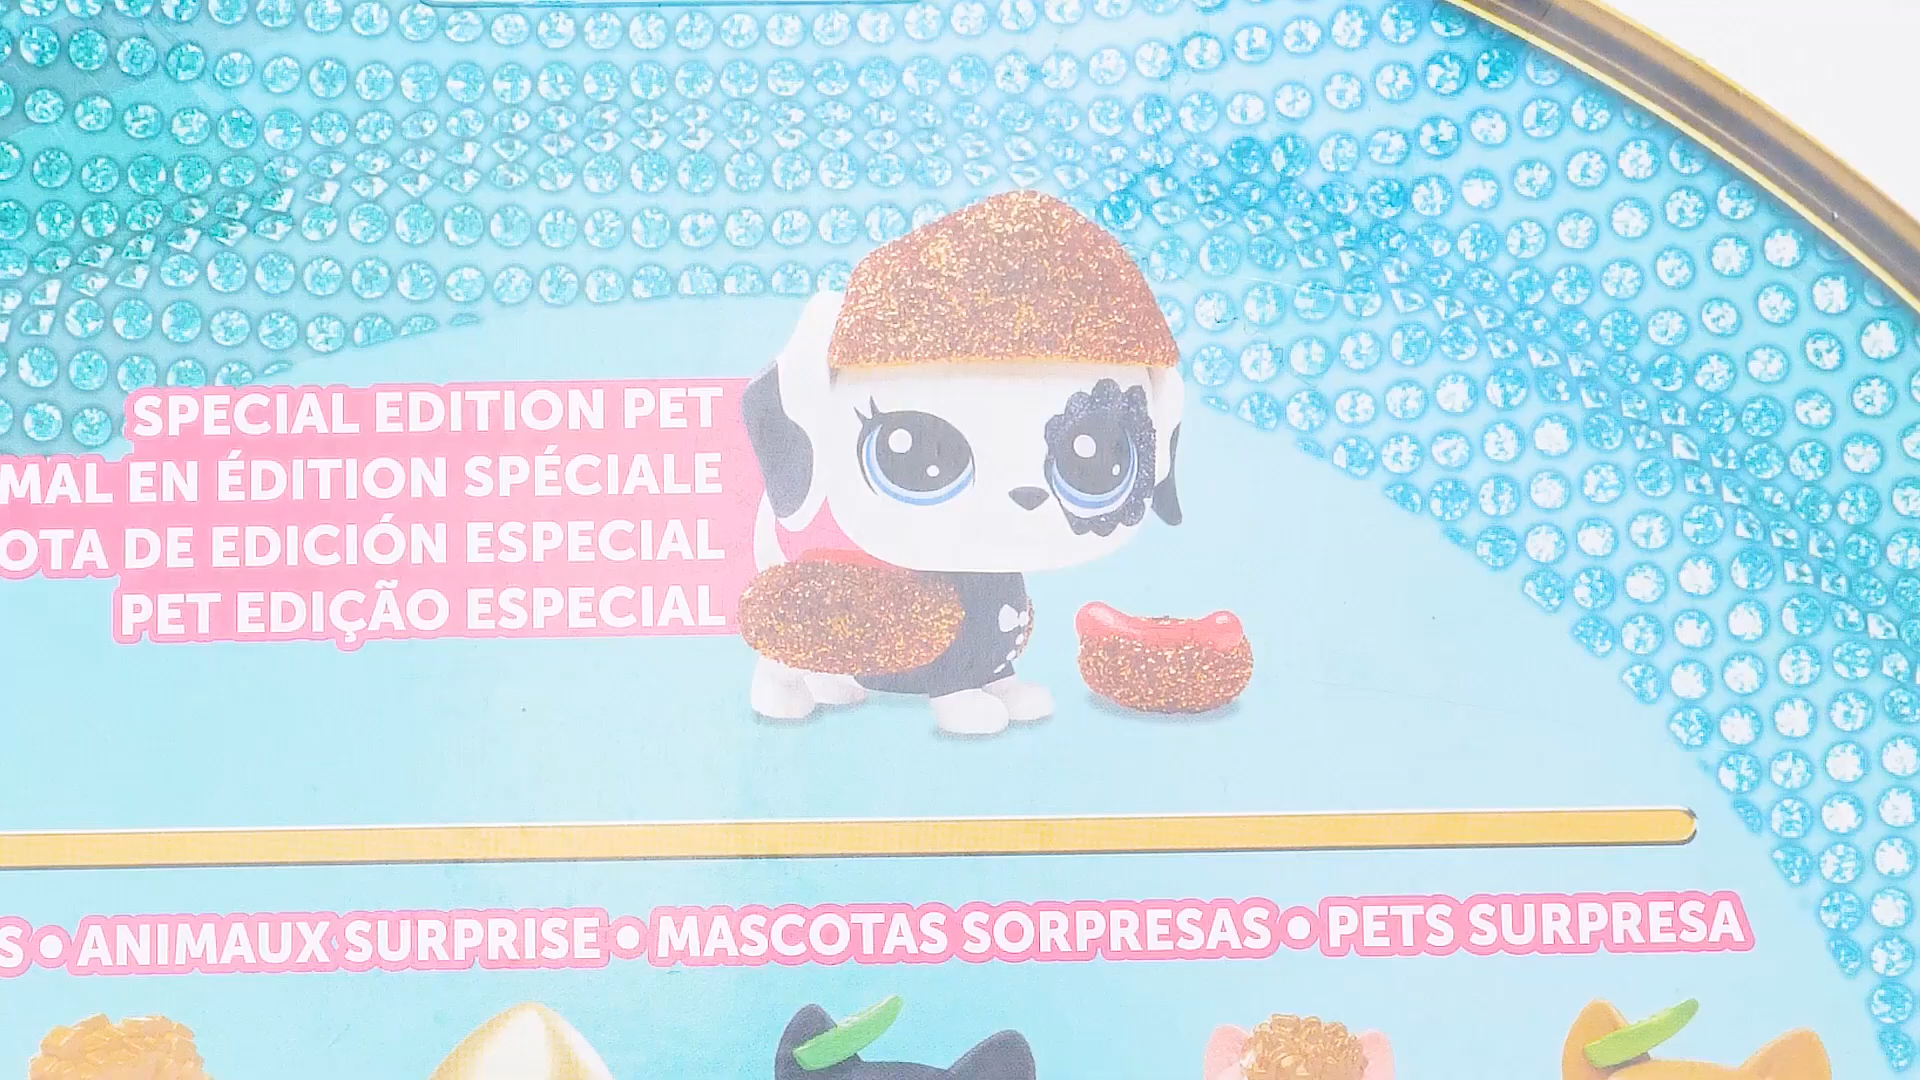 SPECIAL EDITION PET
MAL EN ÉDITION SPÉCIALE
OTA DE EDICIÓN ESPECIAL
PET EDIÇÃO ESPECIAL
S • ANIMAUX SURPRISE • MASCOTAS SORPRESAS • PETS SURPRESA